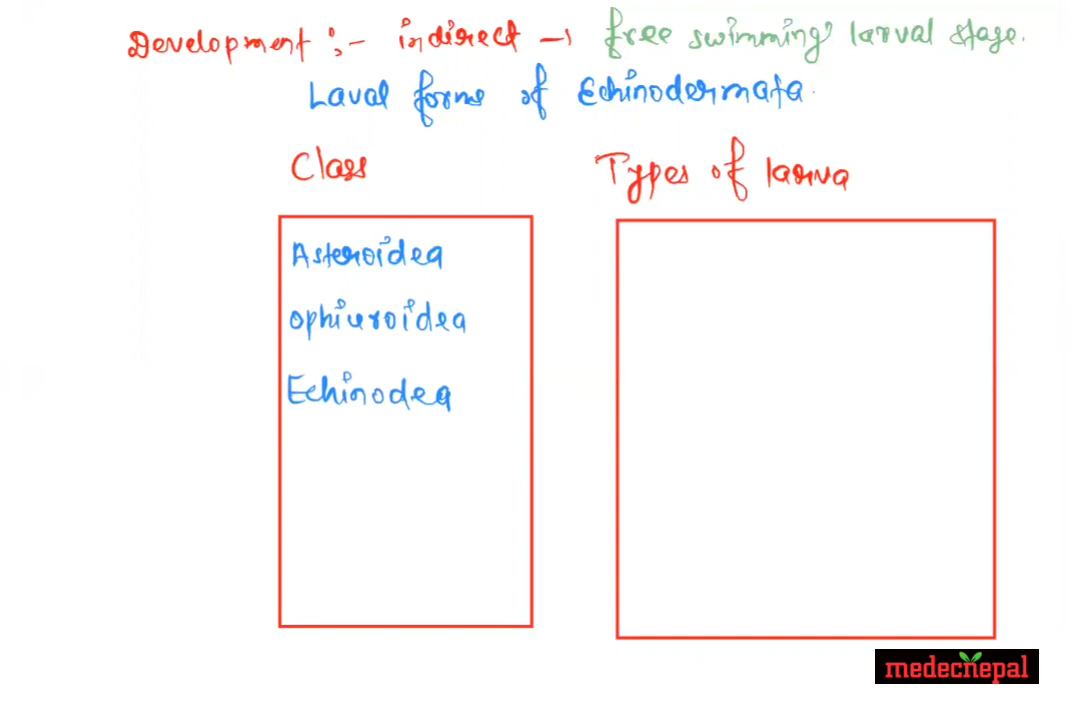 Development :- indirect → free swimming larval stage.
Laval forms of Echinodermata.
Class
Types of larva
Asteroidea
ophiuroidea
Echinodea
medecnepal